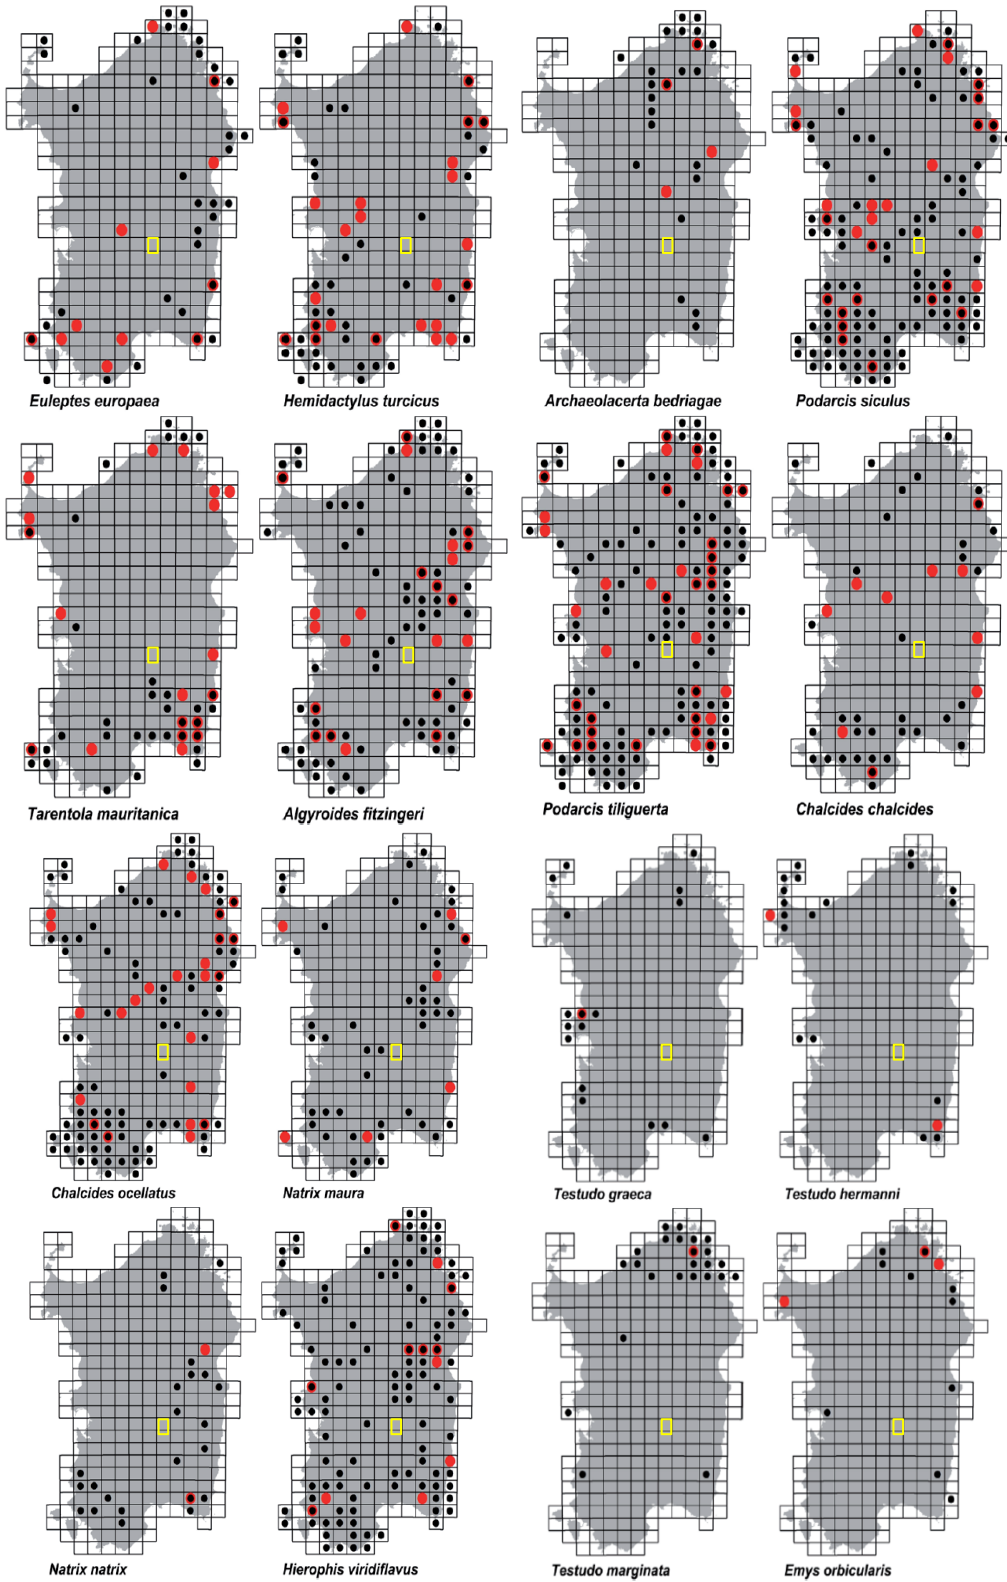 Euleptes europaea
Hemidactylus turcicus
Archaeolacerta bedriagae
Podarcis siculus
Tarentola mauritanica
Algyroides fitzingeri
Podarcis tiliguerta
Chalcides chalcides
Chalcides ocellatus
Natrix maura
Testudo graeca
Testudo hermanni
Natrix natrix
Hierophis viridiflavus
Testudo marginata
Emys orbicularis